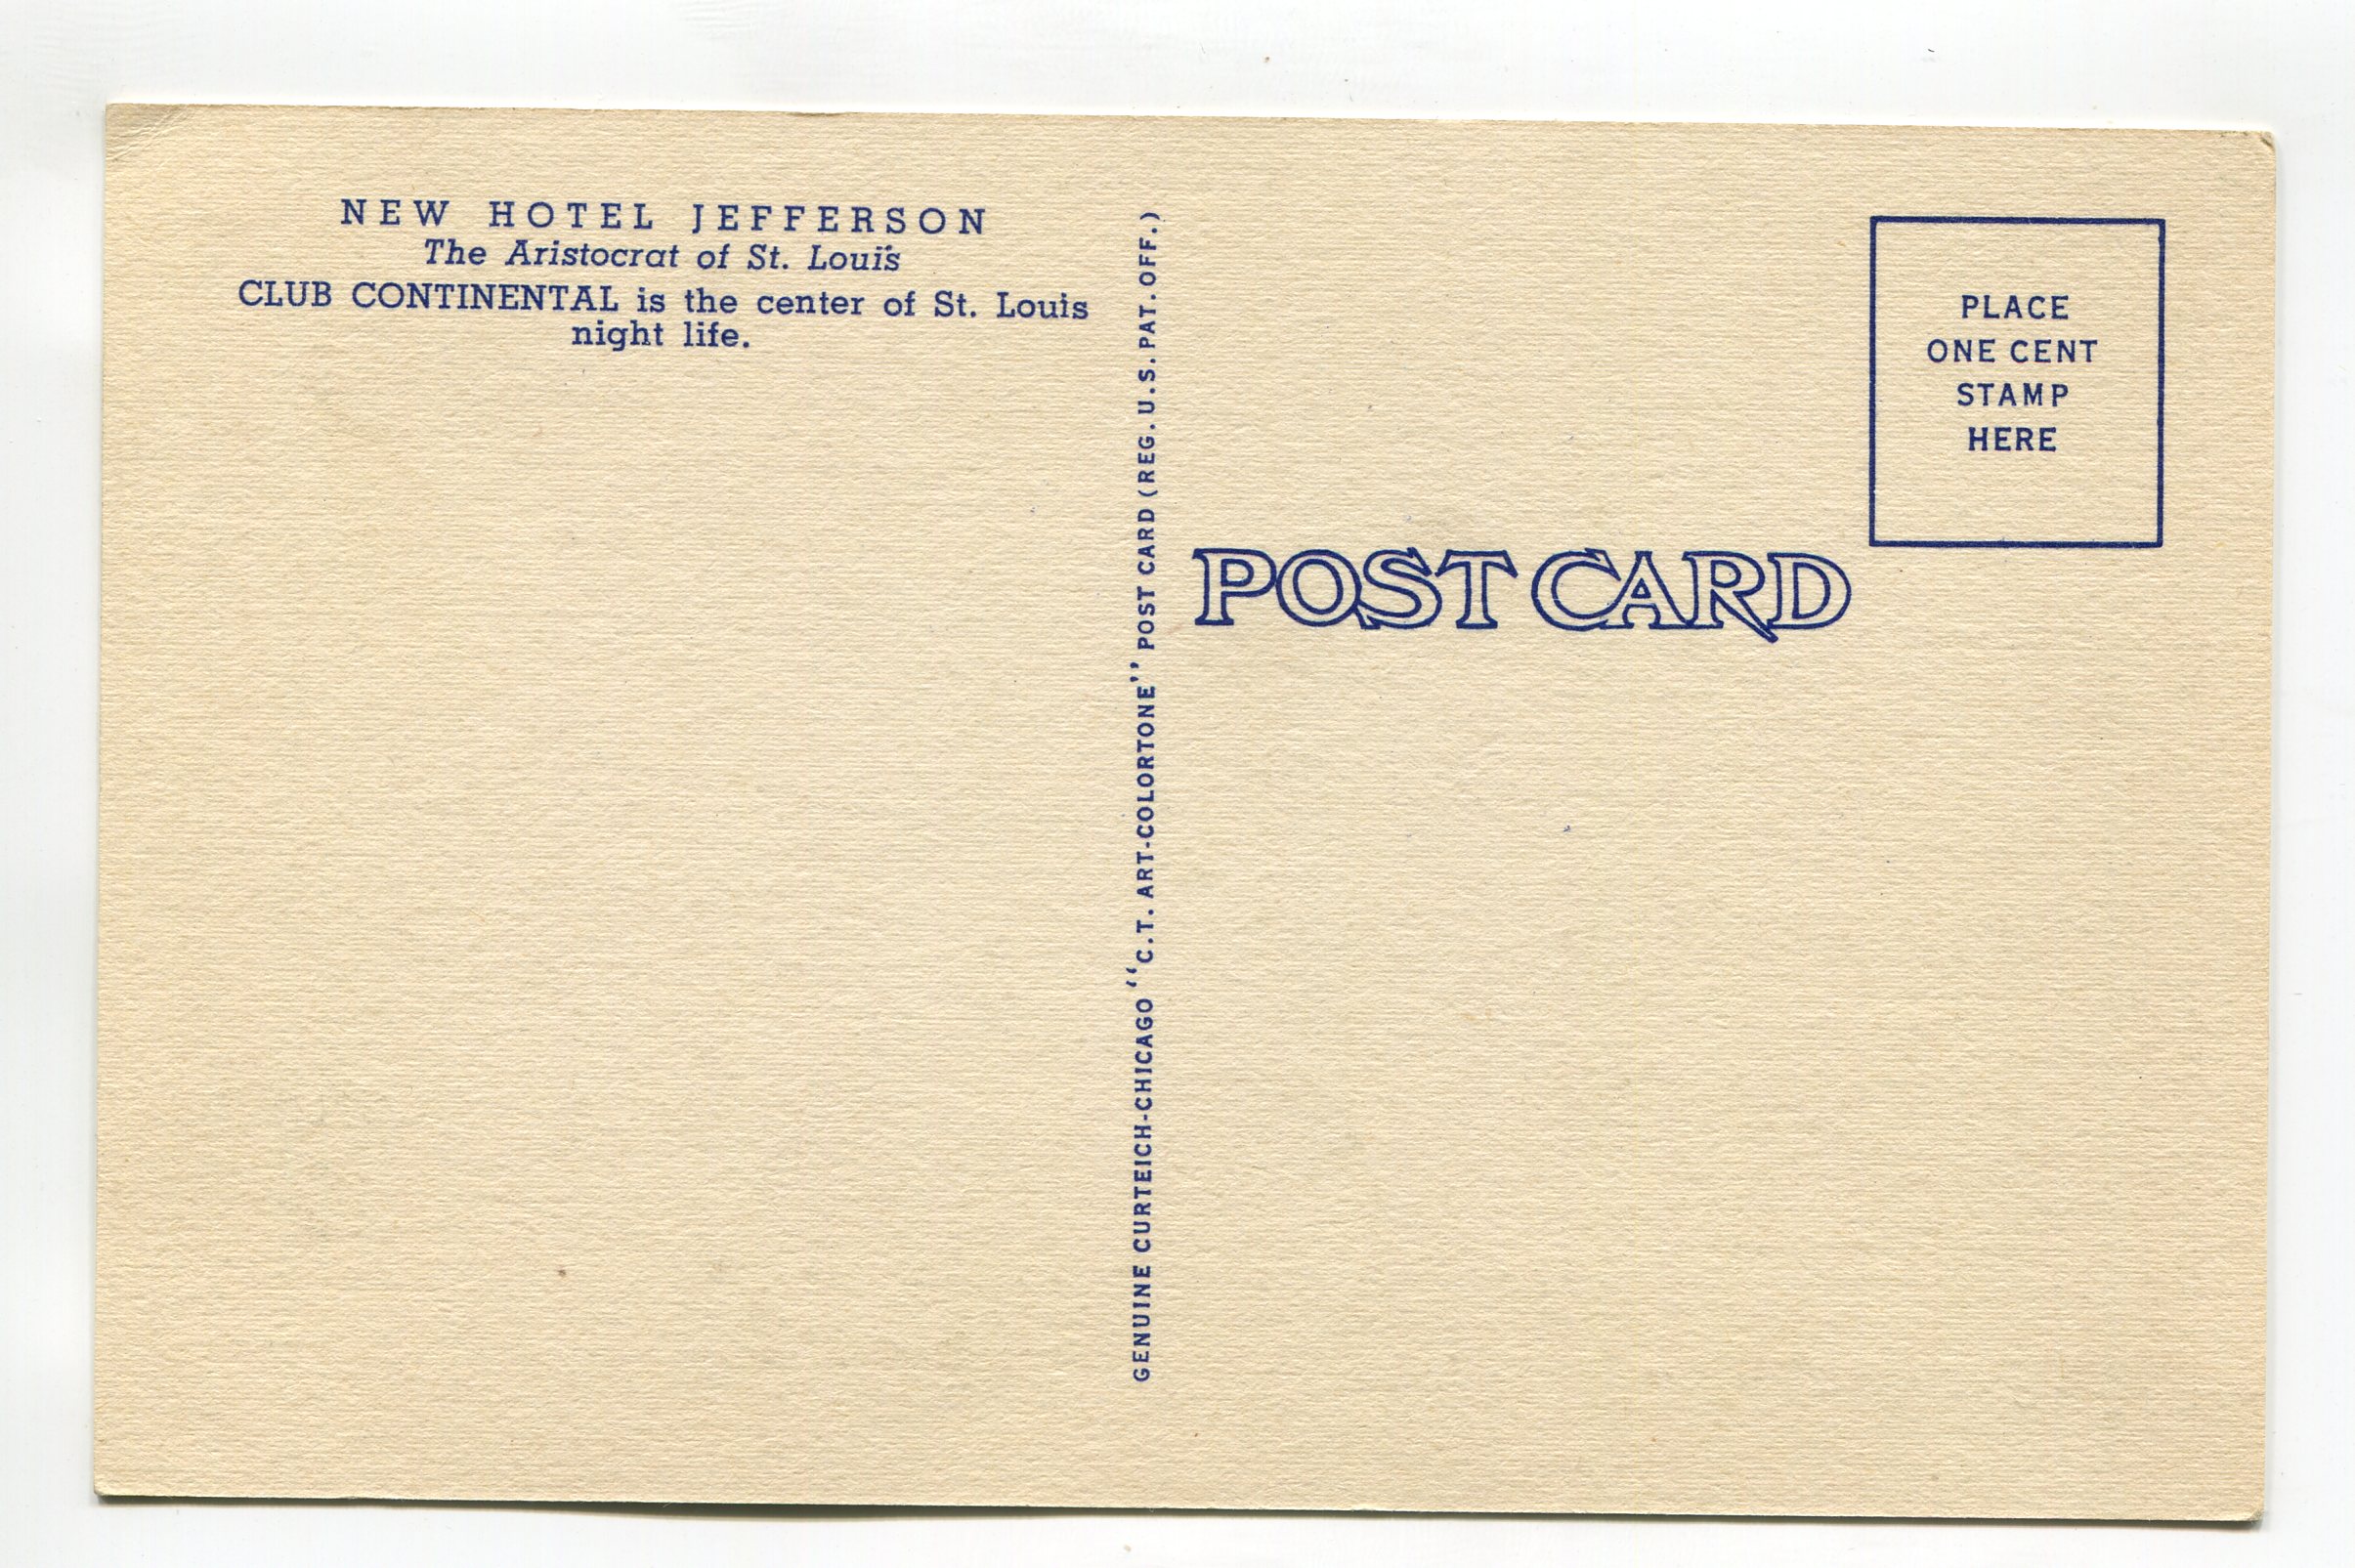 NEW HOTEL JEFFERSON
The Aristocrat of St. Louis
CLUB CONTINENTAL is the center of St. Louis
night life.
GENUINE CURTEICH-CHICAGO "C.T. ART-COLORTONE" POST CARD (REG. U.S. PAT. OFF.)
PLACE
ONE CENT
STAMP
HERE
POST CARD